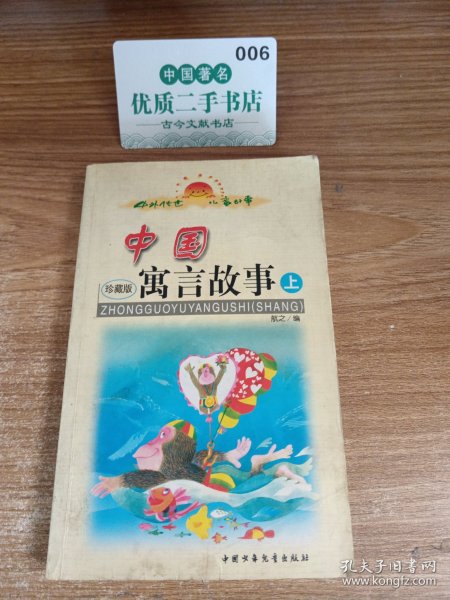 006
中国著名
优质二手书店
古今文献书店
中外传世 儿童故事
中国
珍藏版
寓言故事 上
ZHONGGUOYUYANGUSHI(SHANG)
航之/编
中国少年儿童出版社
孔夫子旧书网
www.kongfz.com